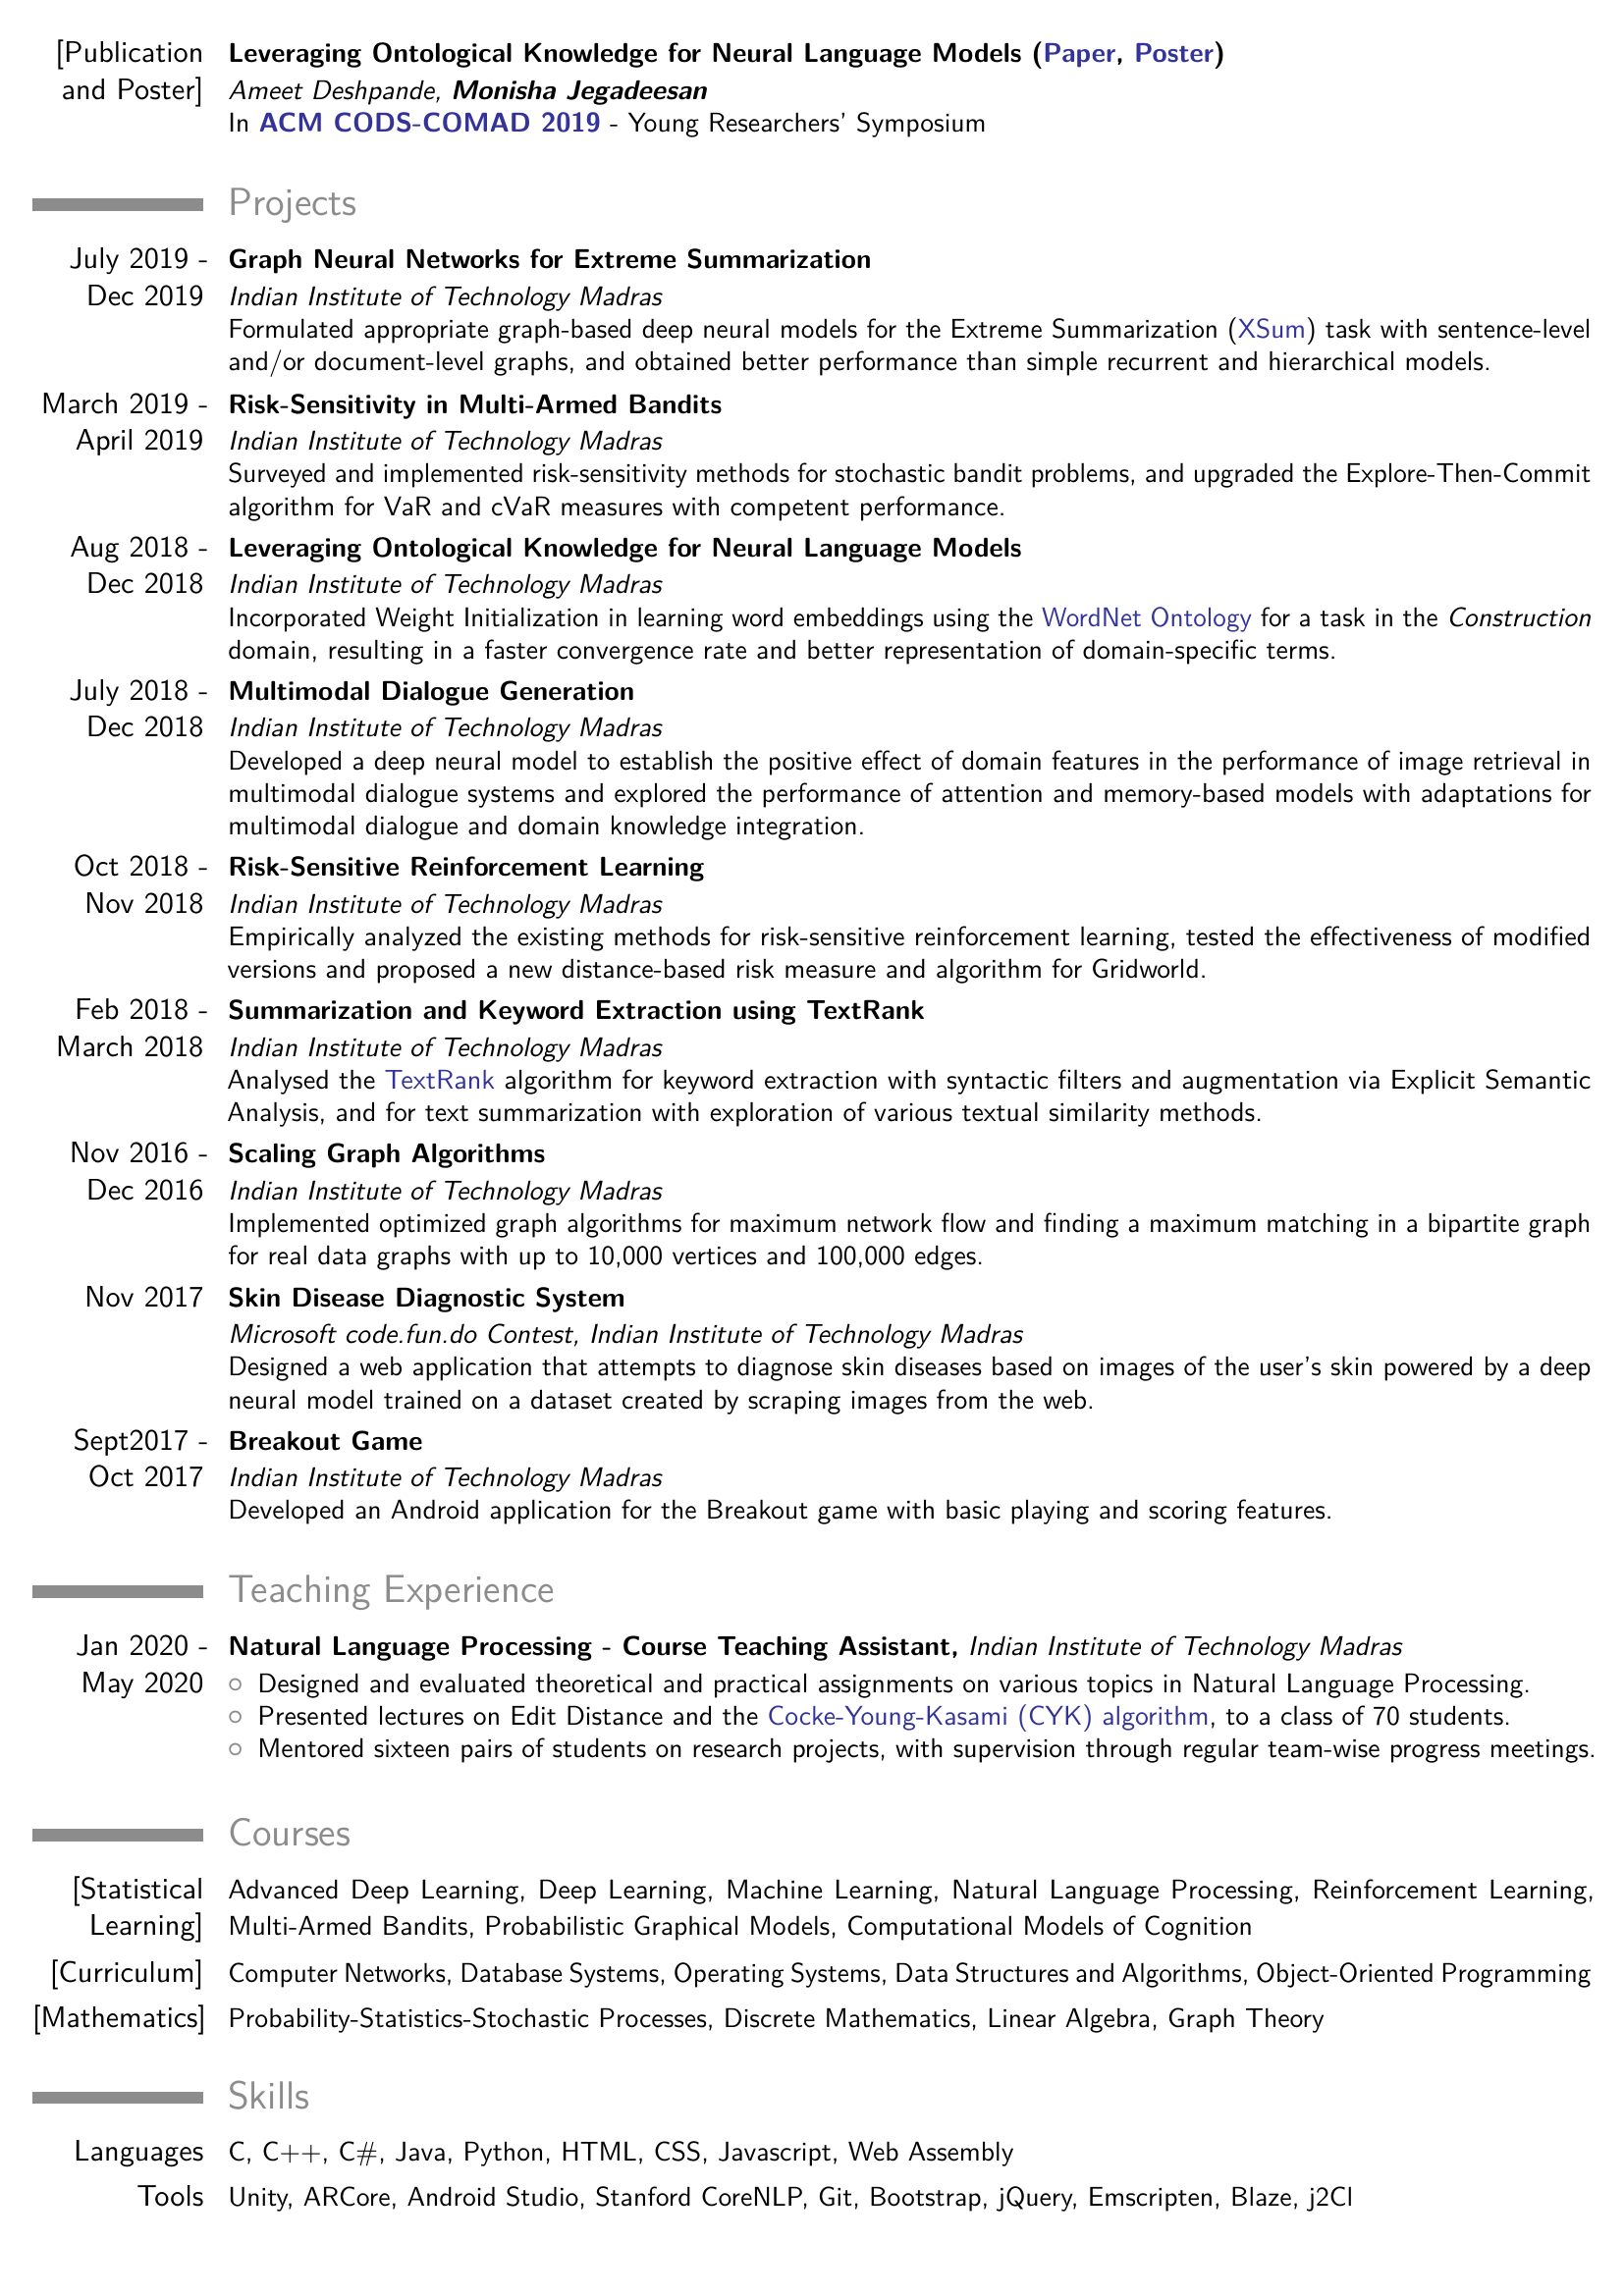 [Publication Leveraging Ontological Knowledge for Neural Language Models (Paper, Poster)
and Poster] Ameet Deshpande, Monisha Jegadeesan
In ACM CODS-COMAD 2019 - Young Researchers' Symposium
Projects
July 2019 - Graph Neural Networks for Extreme Summarization
Dec 2019 Indian Institute of Technology Madras
Formulated appropriate graph-based deep neural models for the Extreme Summarization (XSum) task with sentence-level
and/or document-level graphs, and obtained better performance than simple recurrent and hierarchical models.
March 2019 - Risk-Sensitivity in Multi-Armed Bandits
April 2019 Indian Institute of Technology Madras
Surveyed and implemented risk-sensitivity methods for stochastic bandit problems, and upgraded the Explore-Then-Commit
algorithm for VaR and cVaR measures with competent performance.
Aug 2018 - Leveraging Ontological Knowledge for Neural Language Models
Dec 2018 Indian Institute of Technology Madras
Incorporated Weight Initialization in learning word embeddings using the WordNet Ontology for a task in the Construction
domain, resulting in a faster convergence rate and better representation of domain-specific terms.
July 2018 - Multimodal Dialogue Generation
Dec 2018 Indian Institute of Technology Madras
Developed a deep neural model to establish the positive effect of domain features in the performance of image retrieval in
multimodal dialogue systems and explored the performance of attention and memory-based models with adaptations for
multimodal dialogue and domain knowledge integration.
Oct 2018 - Risk-Sensitive Reinforcement Learning
Nov 2018 Indian Institute of Technology Madras
Empirically analyzed the existing methods for risk-sensitive reinforcement learning, tested the effectiveness of modified
versions and proposed a new distance-based risk measure and algorithm for Gridworld.
Feb 2018 - Summarization and Keyword Extraction using TextRank
March 2018 Indian Institute of Technology Madras
Analysed the TextRank algorithm for keyword extraction with syntactic filters and augmentation via Explicit Semantic
Analysis, and for text summarization with exploration of various textual similarity methods.
Nov 2016 - Scaling Graph Algorithms
Dec 2016 Indian Institute of Technology Madras
Implemented optimized graph algorithms for maximum network flow and finding a maximum matching in a bipartite graph
for real data graphs with up to 10,000 vertices and 100,000 edges.
Nov 2017 Skin Disease Diagnostic System
Microsoft code.fun.do Contest, Indian Institute of Technology Madras
Designed a web application that attempts to diagnose skin diseases based on images of the user's skin powered by a deep
neural model trained on a dataset created by scraping images from the web.
Sept2017 - Breakout Game
Oct 2017 Indian Institute of Technology Madras
Developed an Android application for the Breakout game with basic playing and scoring features.
Teaching Experience
Jan 2020 - Natural Language Processing - Course Teaching Assistant, Indian Institute of Technology Madras
May 2020 ○ Designed and evaluated theoretical and practical assignments on various topics in Natural Language Processing.
○ Presented lectures on Edit Distance and the Cocke-Young-Kasami (CYK) algorithm, to a class of 70 students.
○ Mentored sixteen pairs of students on research projects, with supervision through regular team-wise progress meetings.
Courses
[Statistical Advanced Deep Learning, Deep Learning, Machine Learning, Natural Language Processing, Reinforcement Learning,
Learning] Multi-Armed Bandits, Probabilistic Graphical Models, Computational Models of Cognition
[Curriculum] Computer Networks, Database Systems, Operating Systems, Data Structures and Algorithms, Object-Oriented Programming
[Mathematics] Probability-Statistics-Stochastic Processes, Discrete Mathematics, Linear Algebra, Graph Theory
Skills
Languages C, C++, C#, Java, Python, HTML, CSS, Javascript, Web Assembly
Tools Unity, ARCore, Android Studio, Stanford CoreNLP, Git, Bootstrap, jQuery, Emscripten, Blaze, j2Cl